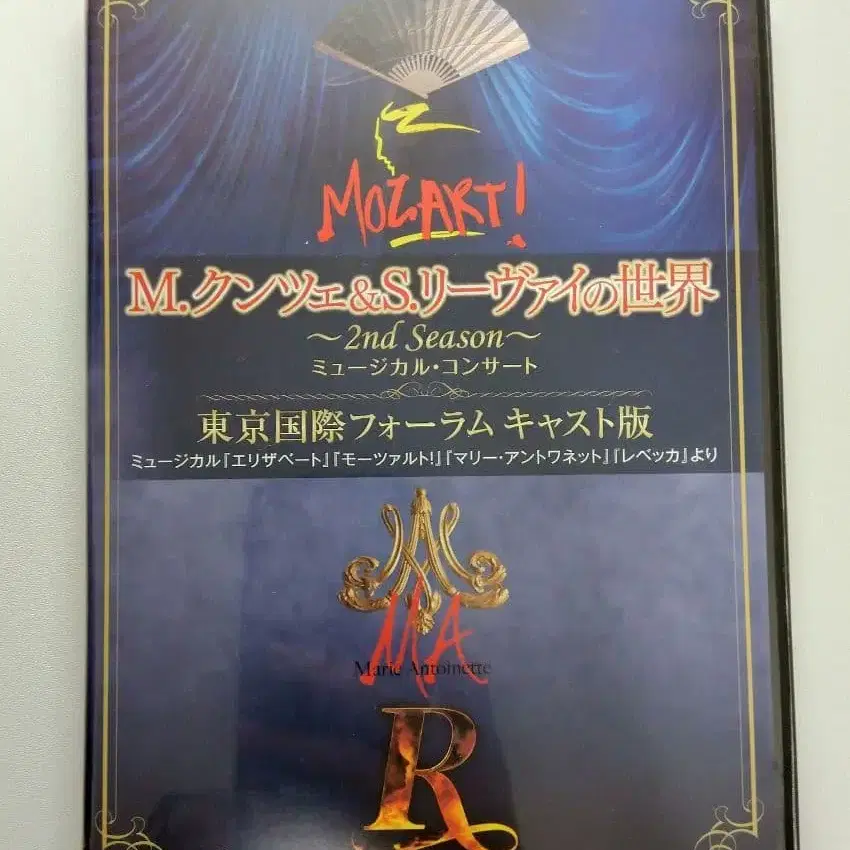 MOZART!
M.クンツェ&S.リーヴァイの世界
～2nd Season～
ミュージカル・コンサート
東京国際フォーラム キャスト版
ミュージカル『エリザベート』『モーツァルト!』『マリー・アントワネット』『レベッカ』より
MA
Marie Antoinette
R